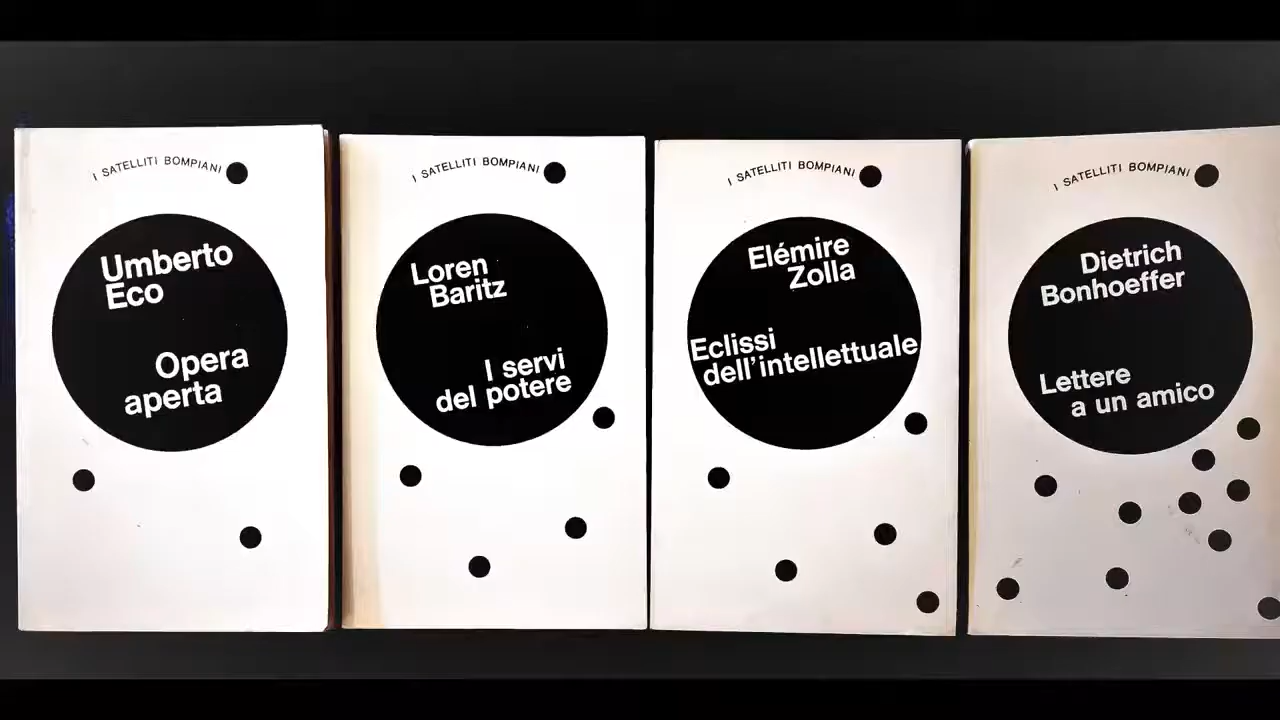 I SATELLITI BOMPIANI
Umberto
Eco
Opera
aperta
I SATELLITI BOMPIANI
Loren
Baritz
I servi
del potere
I SATELLITI BOMPIANI
Elémire
Zolla
Eclissi
dell'intellettuale
I SATELLITI BOMPIANI
Dietrich
Bonhoeffer
Lettere
a un amico